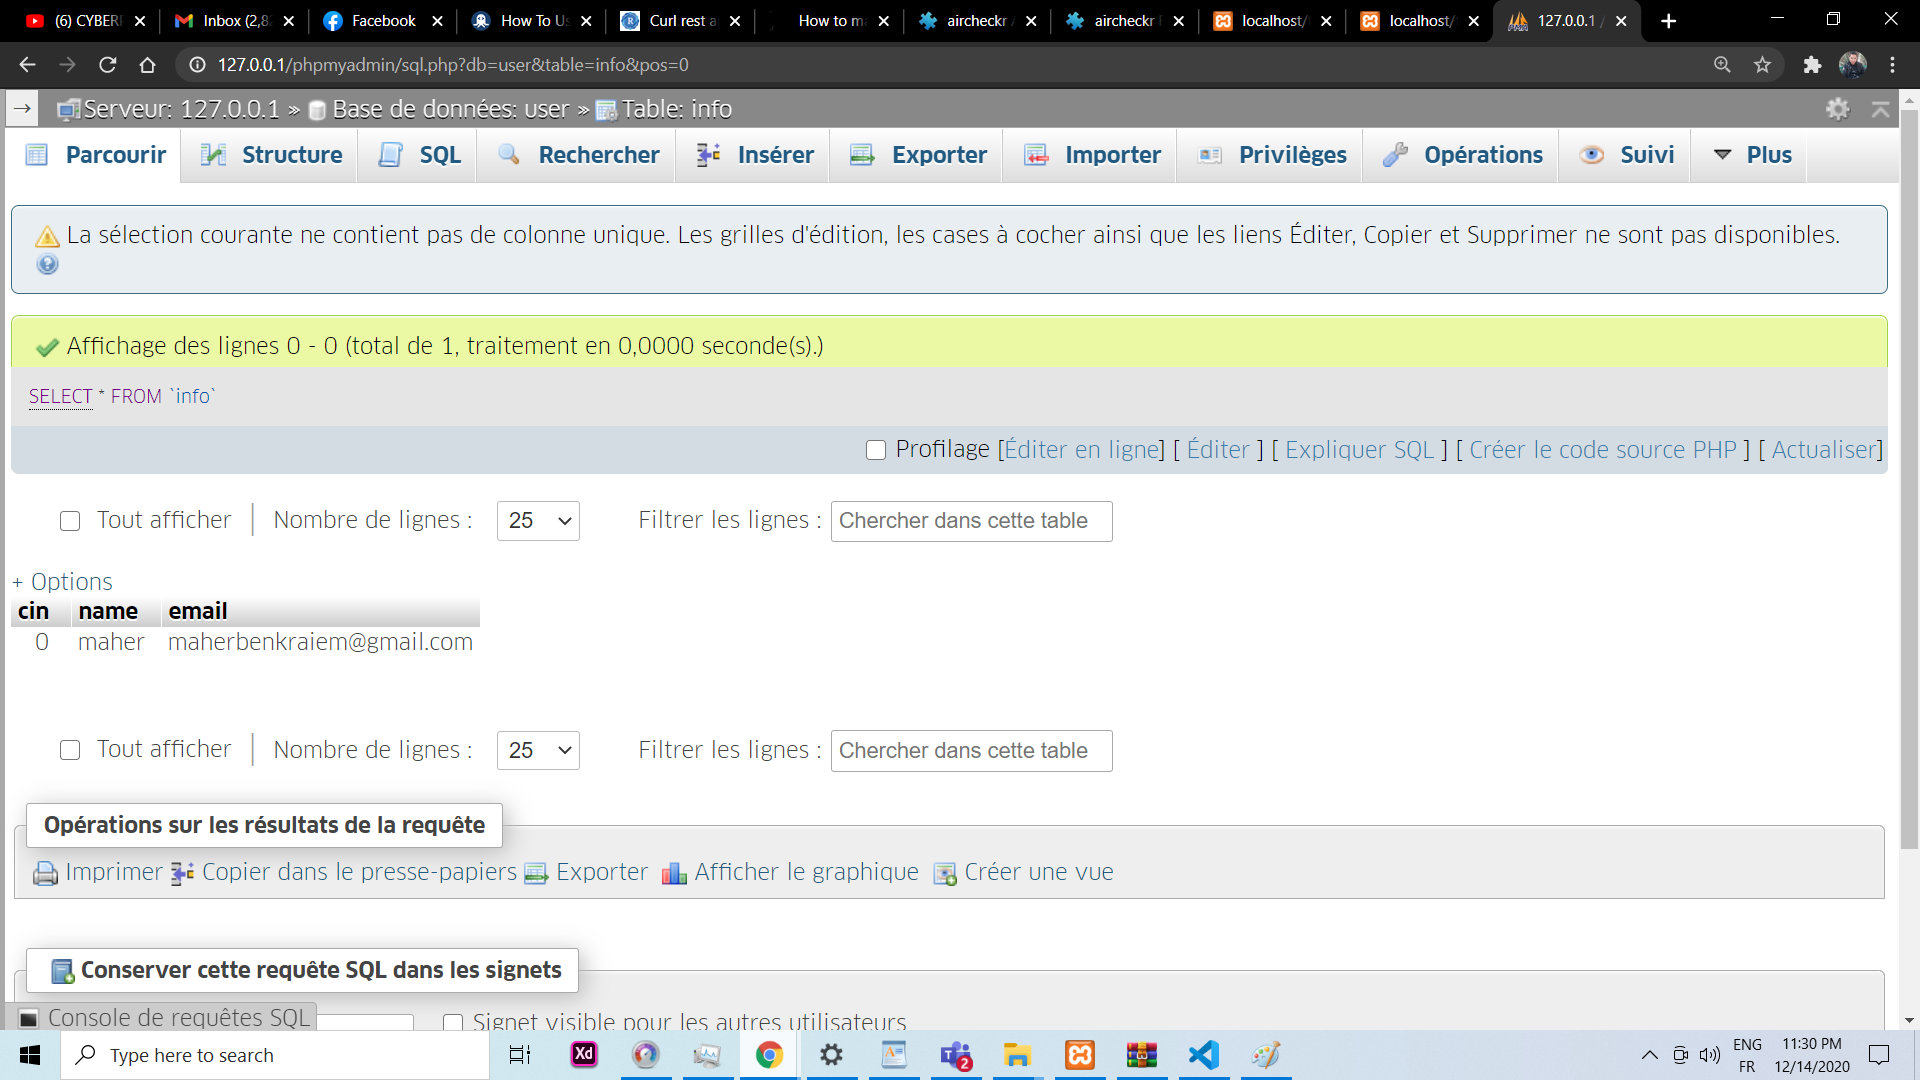 (6) CYBERP
Inbox (2,8
Facebook
How To Us
Curl rest a
How to m
aircheckr
aircheckr
localhost/
localhost/
127.0.0.1 /
127.0.0.1/phpmyadmin/sql.php?db=user&table=info&pos=0
Serveur: 127.0.0.1 » Base de données: user » Table: info
Parcourir
Structure
SQL
Rechercher
Insérer
Exporter
Importer
Privilèges
Opérations
Suivi
Plus
La sélection courante ne contient pas de colonne unique. Les grilles d'édition, les cases à cocher ainsi que les liens Éditer, Copier et Supprimer ne sont pas disponibles.
Affichage des lignes 0 - 0 (total de 1, traitement en 0,0000 seconde(s).)
SELECT * FROM `info`
Profilage [Éditer en ligne] [ Éditer ] [ Expliquer SQL ] [ Créer le code source PHP ] [ Actualiser]
Tout afficher | Nombre de lignes : 25 Filtrer les lignes : Chercher dans cette table
+ Options
cin name email
0 maher maherbenkraiem@gmail.com
Tout afficher | Nombre de lignes : 25 Filtrer les lignes : Chercher dans cette table
Opérations sur les résultats de la requête
Imprimer Copier dans le presse-papiers Exporter Afficher le graphique Créer une vue
Conserver cette requête SQL dans les signets
Console de requêtes SQL
Signet visible pour les autres utilisateurs
Type here to search
Xd
2
ENG
FR
11:30 PM
12/14/2020